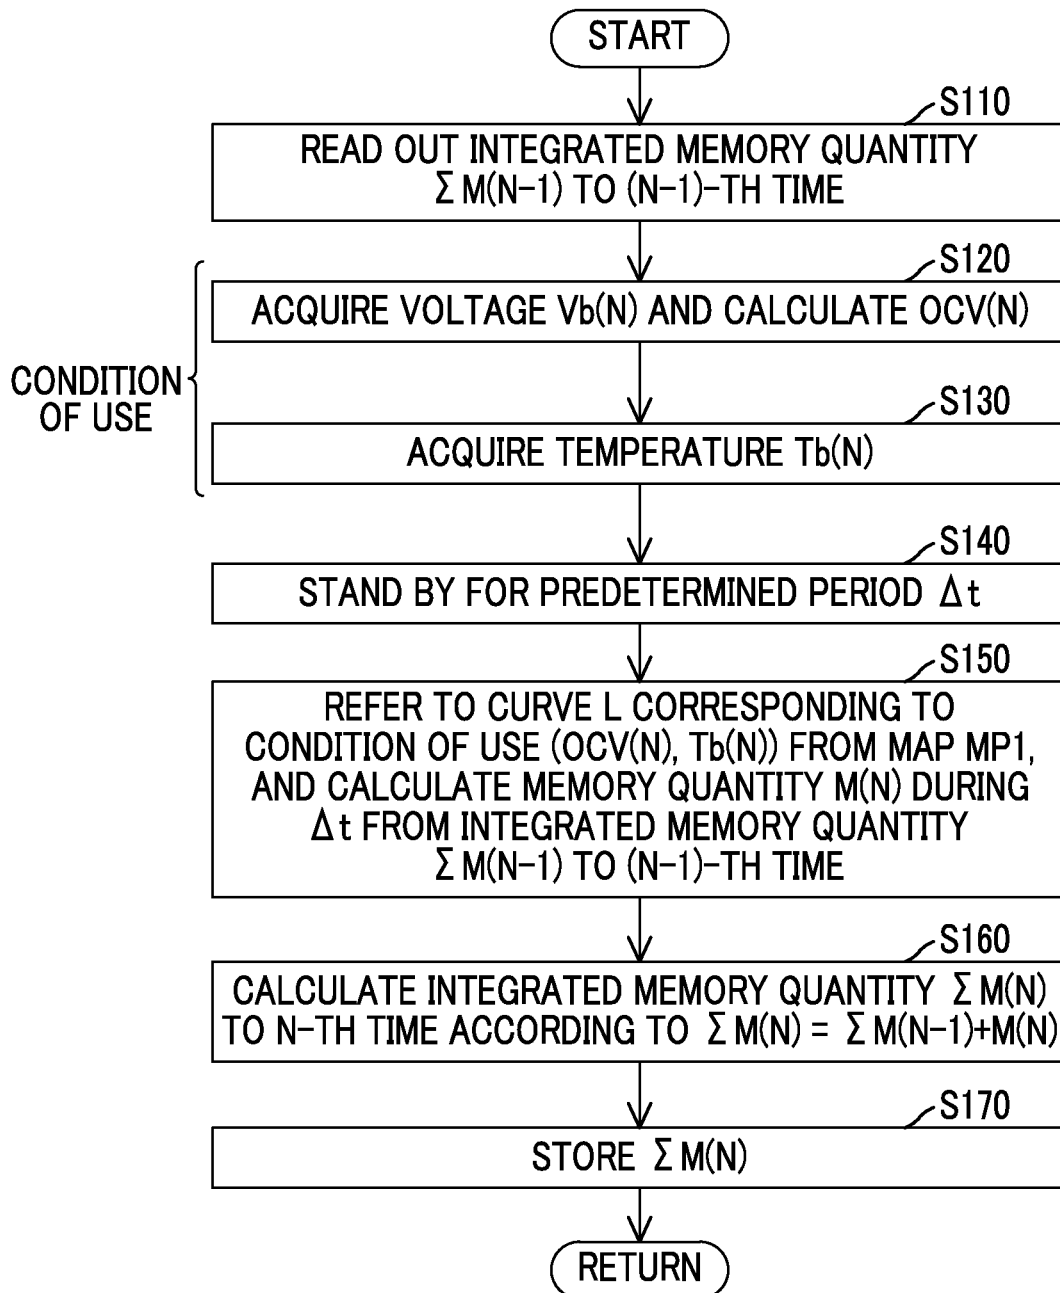 START
S110
READ OUT INTEGRATED MEMORY QUANTITY
Σ M(N-1) TO (N-1)-TH TIME
S120
ACQUIRE VOLTAGE Vb(N) AND CALCULATE OCV(N)
CONDITION
OF USE
S130
ACQUIRE TEMPERATURE Tb(N)
S140
STAND BY FOR PREDETERMINED PERIOD Δt
S150
REFER TO CURVE L CORRESPONDING TO
CONDITION OF USE (OCV(N), Tb(N)) FROM MAP MP1,
AND CALCULATE MEMORY QUANTITY M(N) DURING
Δt FROM INTEGRATED MEMORY QUANTITY
Σ M(N-1) TO (N-1)-TH TIME
S160
CALCULATE INTEGRATED MEMORY QUANTITY Σ M(N)
TO N-TH TIME ACCORDING TO Σ M(N) = Σ M(N-1)+M(N)
S170
STORE Σ M(N)
RETURN